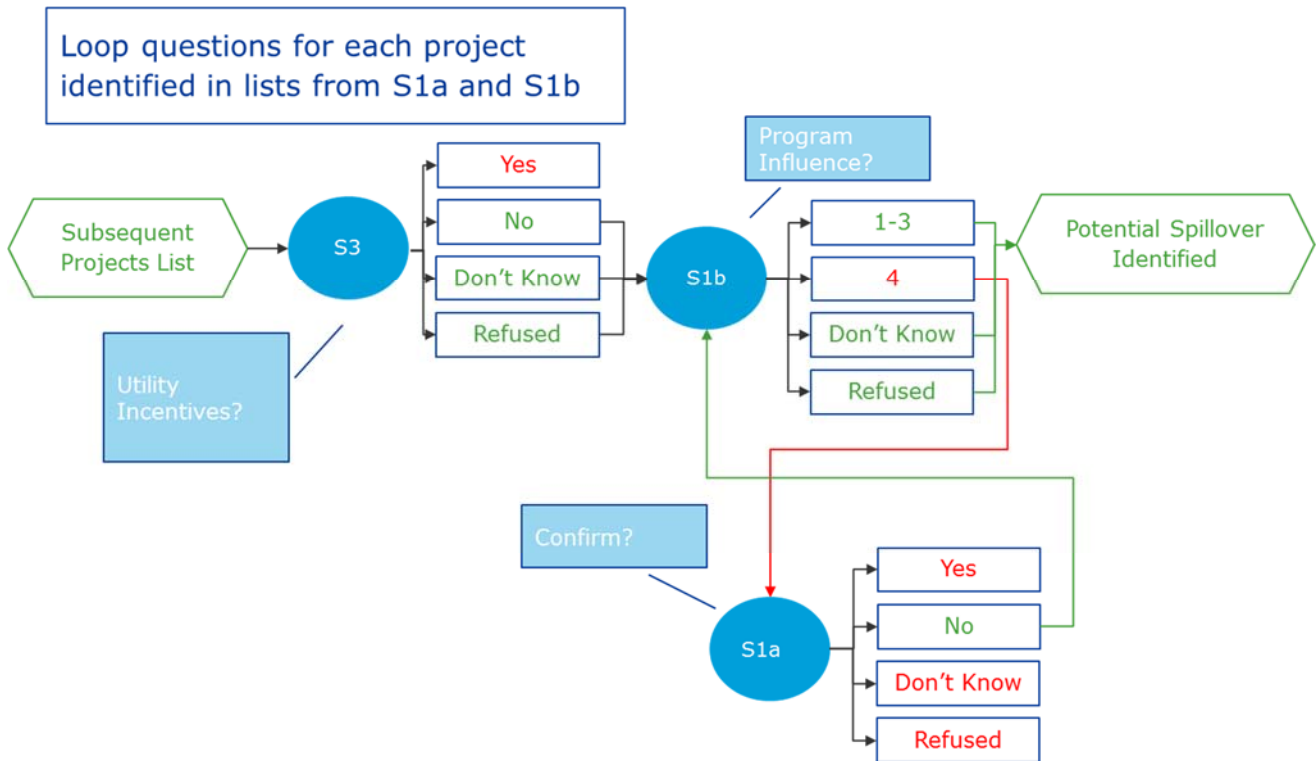 Loop questions for each project
identified in lists from S1a and S1b
Program
Influence?
Yes
No
Don't Know
Refused
Subsequent
Projects List
S3
S1b
1-3
4
Don't Know
Refused
Potential Spillover
Identified
Utility
Incentives?
Confirm?
S1a
Yes
No
Don't Know
Refused